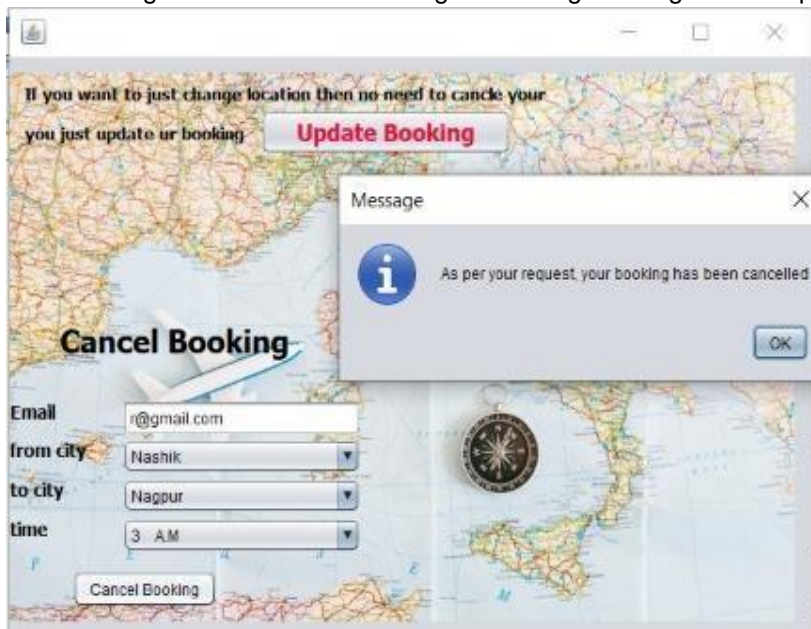 If you want to just change location then no need to cancle your
you just update ur booking
Update Booking
Message
As per your request, your booking has been cancelled
OK
Cancel Booking
Email
r@gmail.com
from city
Nashik
to city
Nagpur
time
3 A.M
Cancel Booking